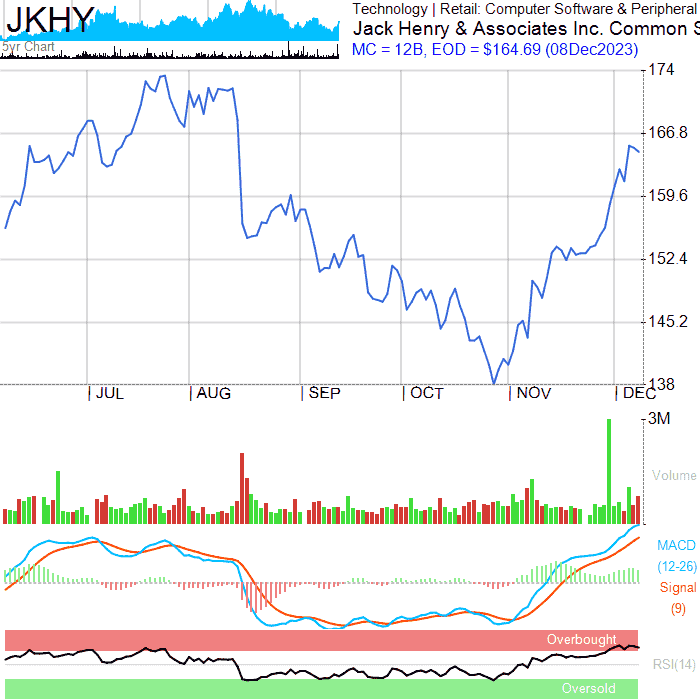 JKHY
5yr Chart
Technology | Retail: Computer Software & Peripheral
Jack Henry & Associates Inc. Common S
MC = 12B, EOD = $164.69 (08Dec2023)
174
166.8
159.6
152.4
145.2
138
JUL AUG SEP OCT NOV DEC
3M
Volume
MACD
(12-26)
Signal
(9)
Overbought
RSI(14)
Oversold